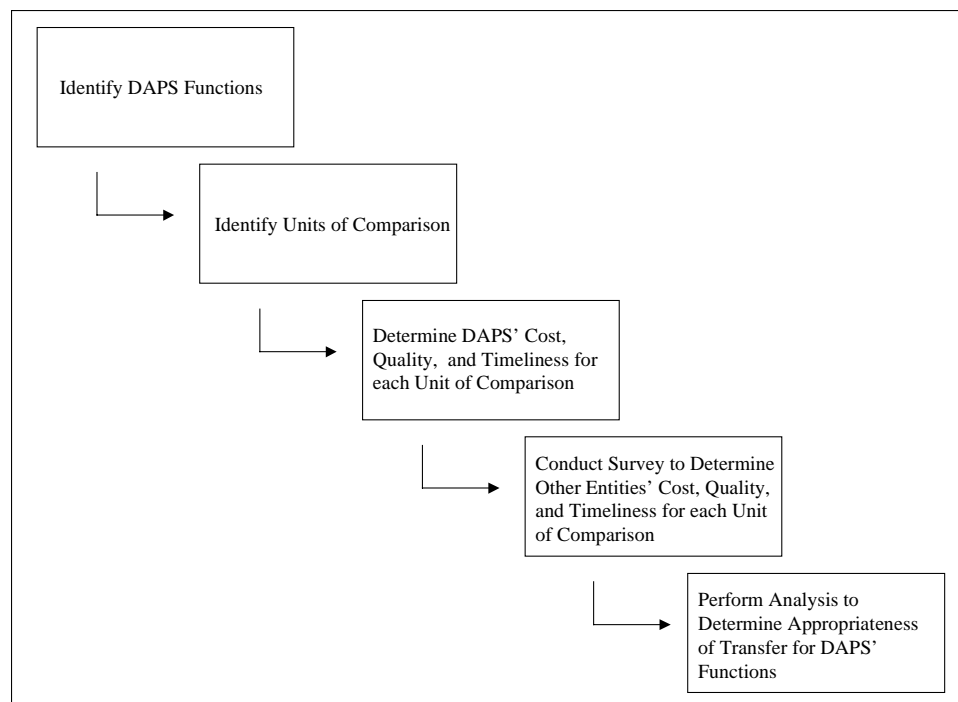 Identify DAPS Functions
Identify Units of Comparison
Determine DAPS’ Cost,
Quality, and Timeliness for
each Unit of Comparison
Conduct Survey to Determine
Other Entities’ Cost, Quality,
and Timeliness for each Unit
of Comparison
Perform Analysis to
Determine Appropriateness
of Transfer for DAPS’
Functions